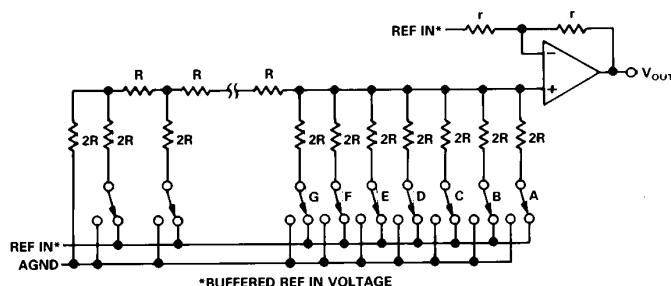 REF IN*
r
r
−
+
VOUT
R
R
R
2R
2R
2R
2R
2R
2R
2R
2R
2R
2R
G
F
E
D
C
B
A
REF IN*
AGND
*BUFFERED REF IN VOLTAGE